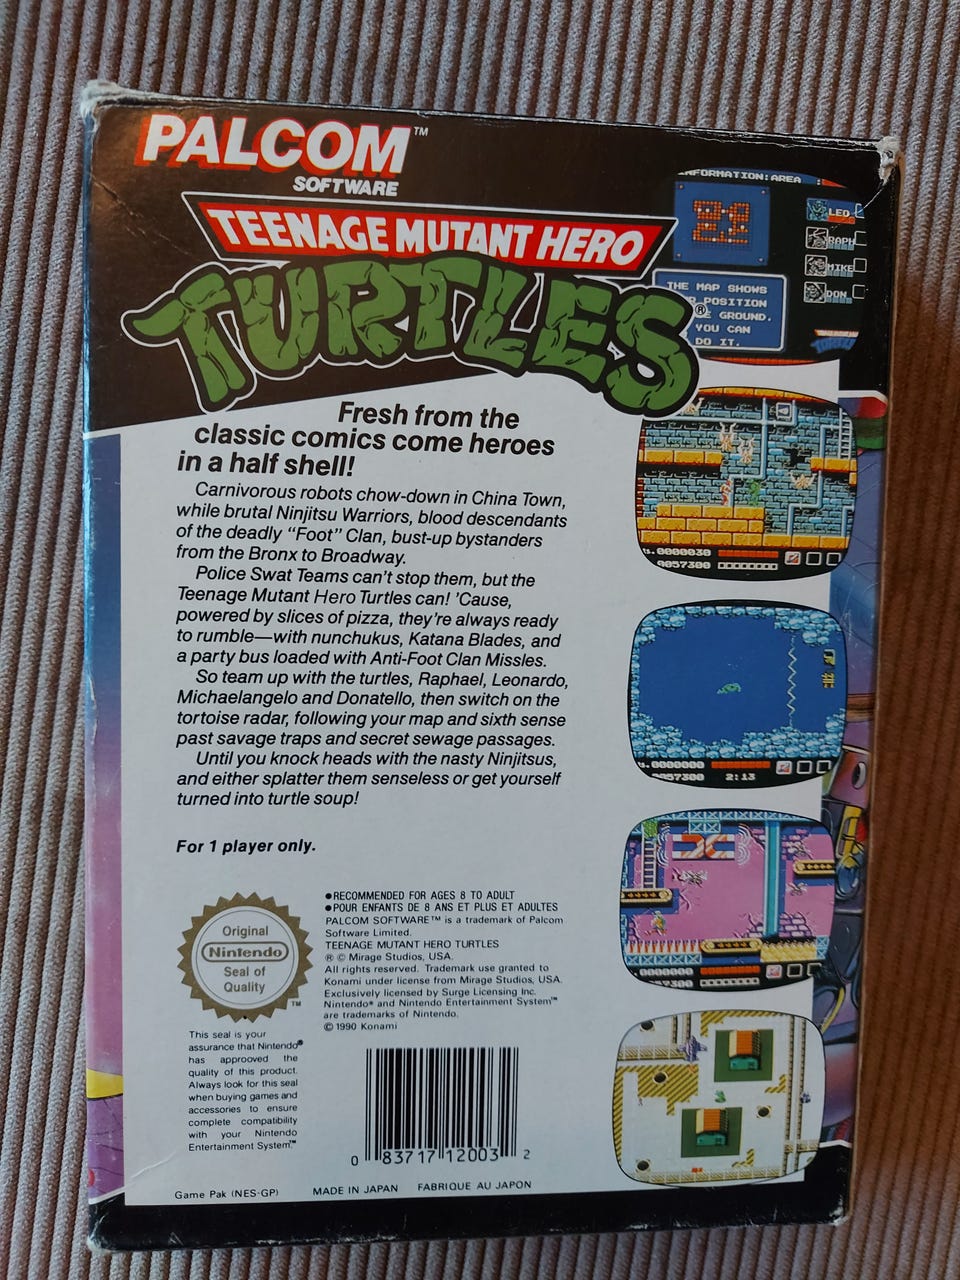 PALCOM™
SOFTWARE
TEENAGE MUTANT HERO
TURTLES®
INFORMATION:AREA
LEO
RAPH
MIKE
DON
THE MAP SHOWS
POSITION
GROUND.
YOU CAN
DO IT.
Fresh from the
classic comics come heroes
in a half shell!
Carnivorous robots chow-down in China Town,
while brutal Ninjitsu Warriors, blood descendants
of the deadly “Foot” Clan, bust-up bystanders
from the Bronx to Broadway.
Police Swat Teams can't stop them, but the
Teenage Mutant Hero Turtles can! 'Cause,
powered by slices of pizza, they're always ready
to rumble—with nunchukus, Katana Blades, and
a party bus loaded with Anti-Foot Clan Missles.
So team up with the turtles, Raphael, Leonardo,
Michaelangelo and Donatello, then switch on the
tortoise radar, following your map and sixth sense
past savage traps and secret sewage passages.
Until you knock heads with the nasty Ninjitsus,
and either splatter them senseless or get yourself
turned into turtle soup!
For 1 player only.
●RECOMMENDED FOR AGES 8 TO ADULT
●POUR ENFANTS DE 8 ANS ET PLUS ET ADULTES
PALCOM SOFTWARE™ is a trademark of Palcom
Software Limited.
TEENAGE MUTANT HERO TURTLES
® © Mirage Studios, USA.
All rights reserved. Trademark use granted to
Konami under license from Mirage Studios, USA.
Exclusively licensed by Surge Licensing Inc.
Nintendo® and Nintendo Entertainment System™
are trademarks of Nintendo.
© 1990 Konami
Original
Nintendo
Seal of
Quality
™
This seal is your
assurance that Nintendo®
has approoved the
quality of this product.
Always look for this seal
when buying games and
accessories to ensure
complete compatibility
with your Nintendo
Entertainment System.™
0 83717 12003 2
Game Pak (NES-GP) MADE IN JAPAN FABRIQUE AU JAPON
0000030
9057300
0000000
057300
2:13
0000000
7300